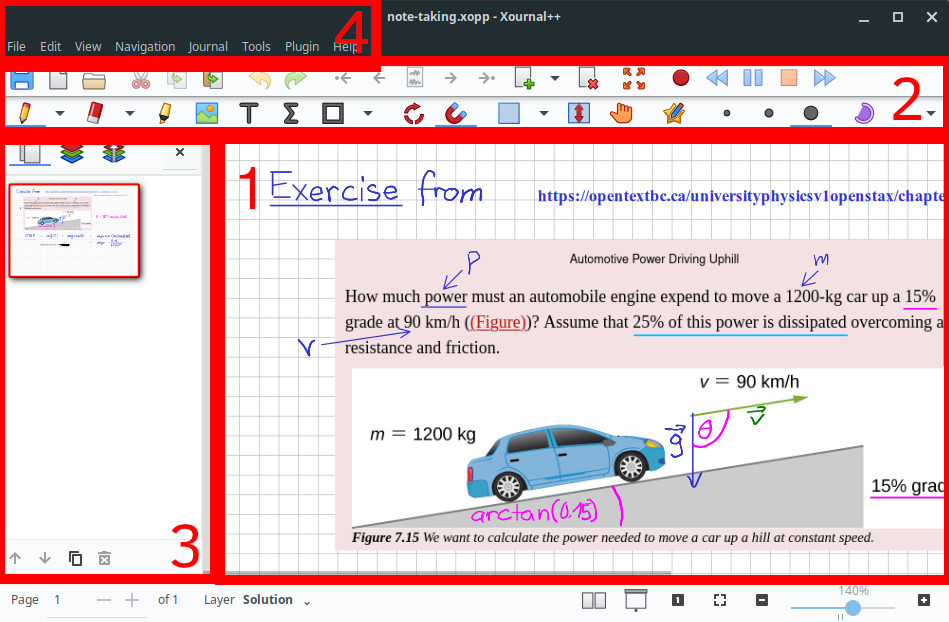 note-taking.xopp - Xournal++
File Edit View Navigation Journal Tools Plugin Help
4
2
1
Exercise from
https://opentextbc.ca/universityphysicsv1openstax/chapte
Automotive Power Driving Uphill
P
m
How much power must an automobile engine expend to move a 1200-kg car up a 15%
grade at 90 km/h ((Figure))? Assume that 25% of this power is dissipated overcoming a
v
resistance and friction.
v = 90 km/h
m = 1200 kg
g
θ
v
15% grad
arctan(0.15)
Figure 7.15 We want to calculate the power needed to move a car up a hill at constant speed.
3
Page 1 of 1 Layer Solution
140%